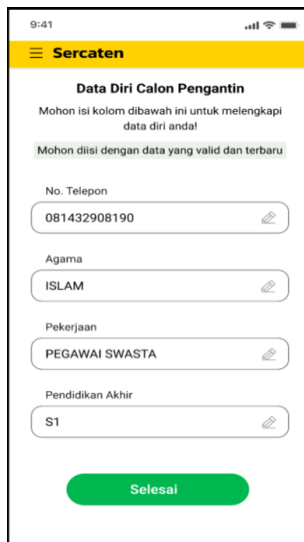 9:41
Sercaten
Data Diri Calon Pengantin
Mohon isi kolom dibawah ini untuk melengkapi
data diri anda!
Mohon diisi dengan data yang valid dan terbaru
No. Telepon
081432908190
Agama
ISLAM
Pekerjaan
PEGAWAI SWASTA
Pendidikan Akhir
S1
Selesai